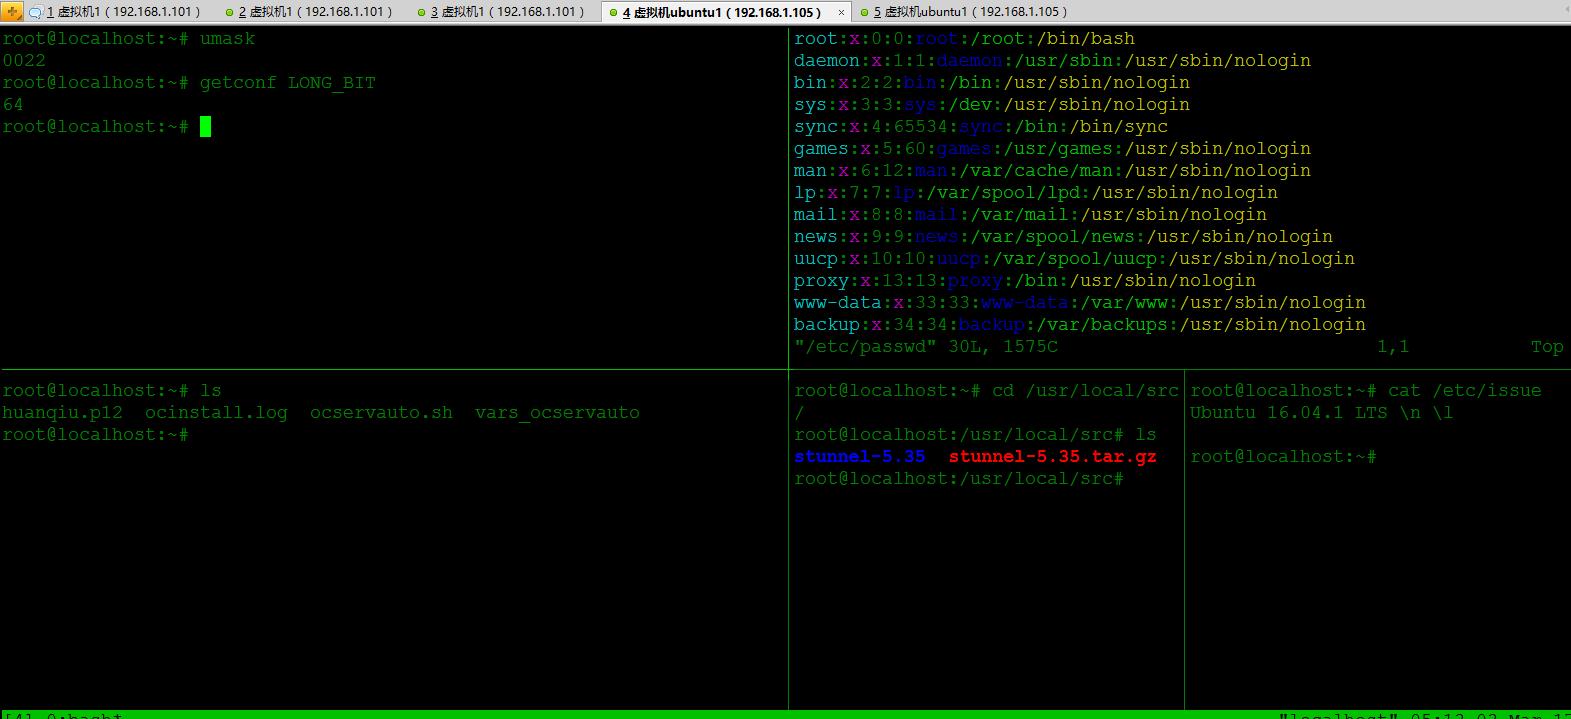 1 虚拟机1 ( 192.168.1.101 )
2 虚拟机1 ( 192.168.1.101 )
3 虚拟机1 ( 192.168.1.101 )
4 虚拟机ubuntu1 ( 192.168.1.105 ) ×
5 虚拟机ubuntu1 ( 192.168.1.105 )
root@localhost:~# umask
0022
root@localhost:~# getconf LONG_BIT
64
root@localhost:~#
root:x:0:0:root:/root:/bin/bash
daemon:x:1:1:daemon:/usr/sbin:/usr/sbin/nologin
bin:x:2:2:bin:/bin:/usr/sbin/nologin
sys:x:3:3:sys:/dev:/usr/sbin/nologin
sync:x:4:65534:sync:/bin:/bin/sync
games:x:5:60:games:/usr/games:/usr/sbin/nologin
man:x:6:12:man:/var/cache/man:/usr/sbin/nologin
lp:x:7:7:lp:/var/spool/lpd:/usr/sbin/nologin
mail:x:8:8:mail:/var/mail:/usr/sbin/nologin
news:x:9:9:news:/var/spool/news:/usr/sbin/nologin
uucp:x:10:10:uucp:/var/spool/uucp:/usr/sbin/nologin
proxy:x:13:13:proxy:/bin:/usr/sbin/nologin
www-data:x:33:33:www-data:/var/www:/usr/sbin/nologin
backup:x:34:34:backup:/var/backups:/usr/sbin/nologin
"/etc/passwd" 30L, 1575C 1,1 Top
root@localhost:~# ls
huanqiu.p12 ocinstall.log ocservauto.sh vars_ocservauto
root@localhost:~#
root@localhost:~# cd /usr/local/src
/
root@localhost:/usr/local/src# ls
stunnel-5.35 stunnel-5.35.tar.gz
root@localhost:/usr/local/src#
root@localhost:~# cat /etc/issue
Ubuntu 16.04.1 LTS \n \l
root@localhost:~#
[4] 0:bash* "localhost" 05:13 03-Mar-17